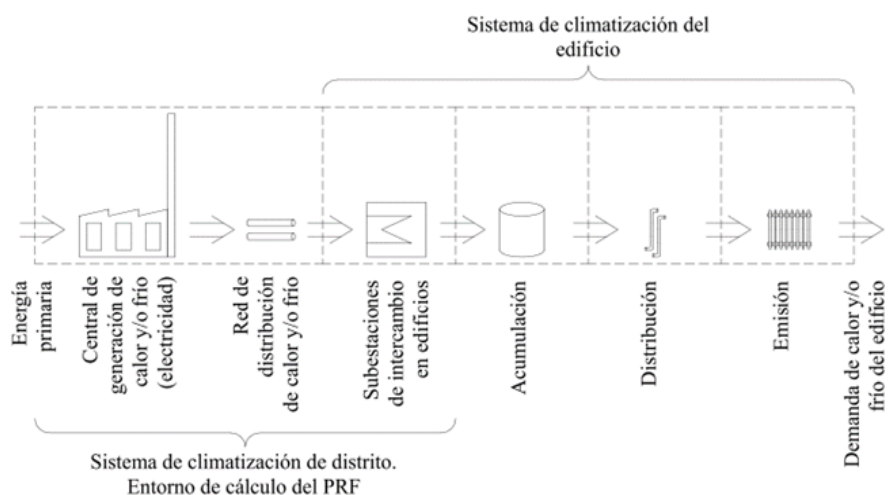 Sistema de climatización del
edificio
Energía
primaria
Central de
generación de
calor y/o frío
(electricidad)
Red de
distribución
de calor y/o frío
Subestaciones
de intercambio
en edificios
Acumulación
Distribución
Emisión
Demanda de calor y/o
frío del edificio
Sistema de climatización de distrito.
Entorno de cálculo del PRF